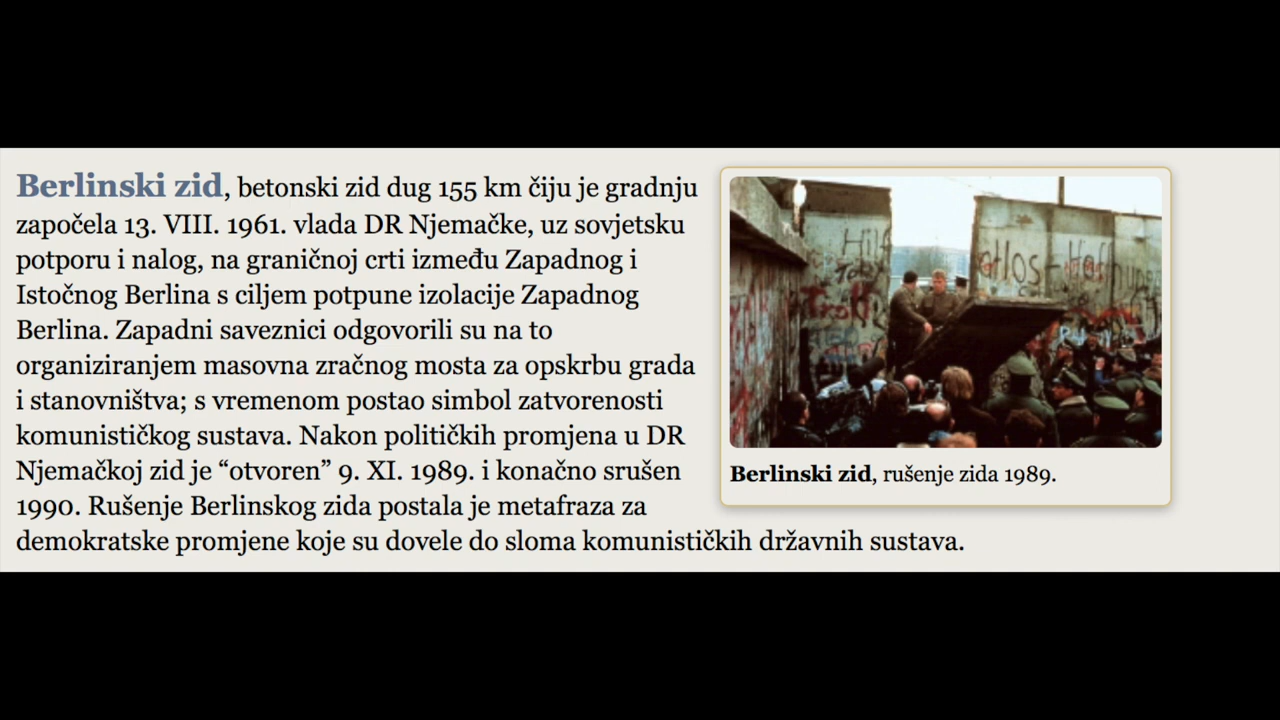 Berlinski zid, betonski zid dug 155 km čiju je gradnju
započela 13. VIII. 1961. vlada DR Njemačke, uz sovjetsku
potporu i nalog, na graničnoj crti između Zapadnog i
Istočnog Berlina s ciljem potpune izolacije Zapadnog
Berlina. Zapadni saveznici odgovorili su na to
organiziranjem masovna zračnog mosta za opskrbu grada
i stanovništva; s vremenom postao simbol zatvorenosti
komunističkog sustava. Nakon političkih promjena u DR
Njemačkoj zid je “otvoren” 9. XI. 1989. i konačno srušen
1990. Rušenje Berlinskog zida postala je metafraza za
demokratske promjene koje su dovele do sloma komunističkih državnih sustava.
Berlinski zid, rušenje zida 1989.